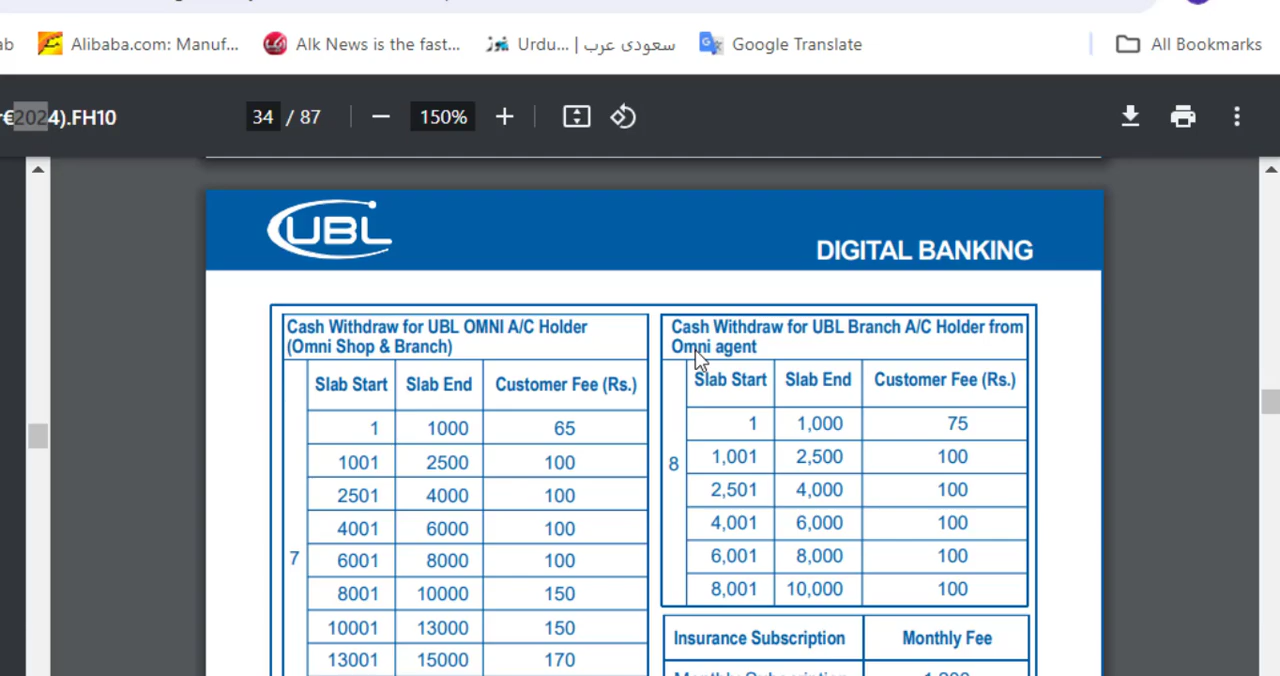 ab Alibaba.com: Manuf... Alk News is the fast... سعودی عرب | Urdu... Google Translate All Bookmarks
r€2024).FH10 34 / 87 150%
UBL
DIGITAL BANKING
Cash Withdraw for UBL OMNI A/C Holder
(Omni Shop & Branch)
Slab Start Slab End Customer Fee (Rs.)
1 1000 65
1001 2500 100
2501 4000 100
4001 6000 100
7 6001 8000 100
8001 10000 150
10001 13000 150
13001 15000 170
Cash Withdraw for UBL Branch A/C Holder from
Omni agent
Slab Start Slab End Customer Fee (Rs.)
1 1,000 75
8 1,001 2,500 100
2,501 4,000 100
4,001 6,000 100
6,001 8,000 100
8,001 10,000 100
Insurance Subscription Monthly Fee
Monthly Subscription